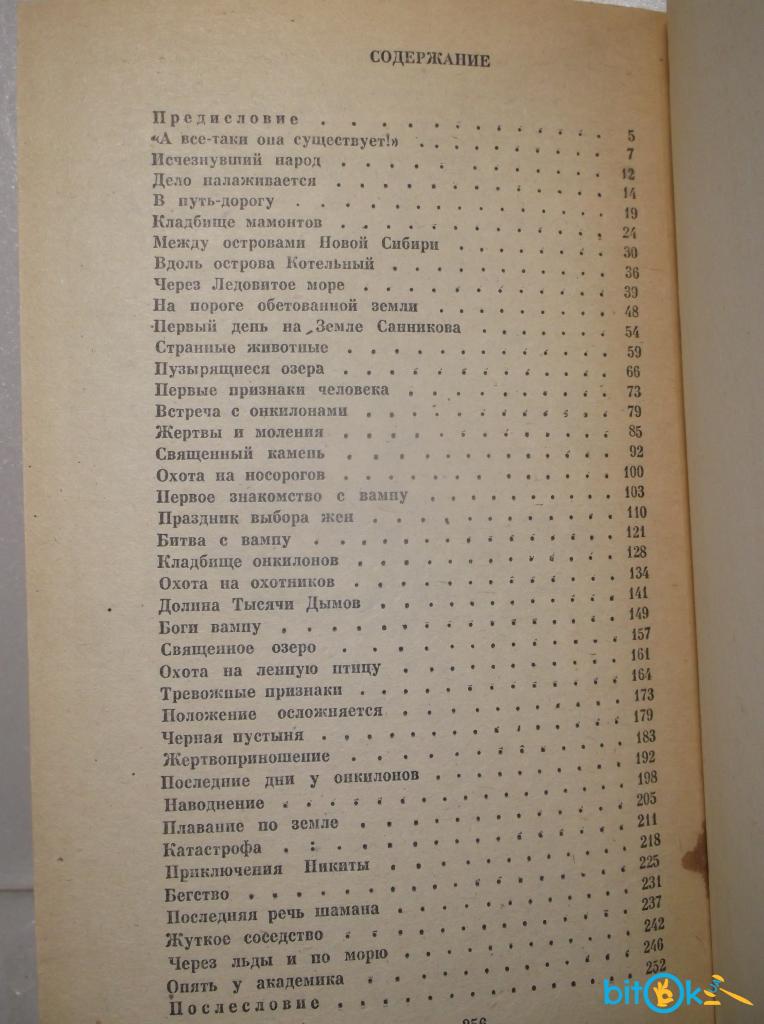 СОДЕРЖАНИЕ
Предисловие . . . . . . . . . . 5
«А все-таки она существует!» . . . . . . . 7
Исчезнувший народ . . . . . . . . . . 12
Дело налаживается . . . . . . . . . . 14
В путь-дорогу . . . . . . . . . . 19
Кладбище мамонтов . . . . . . . . . . 24
Между островами Новой Сибири . . . . . . . 30
Вдоль острова Котельный . . . . . . . . 36
Через Ледовитое море . . . . . . . . . 39
На пороге обетованной земли . . . . . . . 48
Первый день на Земле Санникова . . . . . . 54
Странные животные . . . . . . . . . . 59
Пузырящиеся озера . . . . . . . . . . 66
Первые признаки человека . . . . . . . . 73
Встреча с онкилонами . . . . . . . . . 79
Жертвы и моления . . . . . . . . . . 85
Священный камень . . . . . . . . . . 92
Охота на носорогов . . . . . . . . . . 100
Первое знакомство с вампу . . . . . . . 103
Праздник выбора жен . . . . . . . . . 110
Битва с вампу . . . . . . . . . . 121
Кладбище онкилонов . . . . . . . . . . 128
Охота на охотников . . . . . . . . . . 134
Долина Тысячи Дымов . . . . . . . . . 141
Боги вампу . . . . . . . . . . 149
Священное озеро . . . . . . . . . . 157
Охота на ленную птицу . . . . . . . . 161
Тревожные признаки . . . . . . . . . . 164
Положение осложняется . . . . . . . . 173
Черная пустыня . . . . . . . . . . 179
Жертвоприношение . . . . . . . . . . 183
Последние дни у онкилонов . . . . . . . 192
Наводнение . . . . . . . . . . 198
Плавание по земле . . . . . . . . . . 205
Катастрофа . . . . . . . . . . 211
Приключения Никиты . . . . . . . . . 218
Бегство . . . . . . . . . . 225
Последняя речь шамана . . . . . . . . 231
Жуткое соседство . . . . . . . . . . 237
Через льды и по морю . . . . . . . . 242
Опять у академика . . . . . . . . . . 246
Послесловие . . . . . . . . . . 252
256
bitok